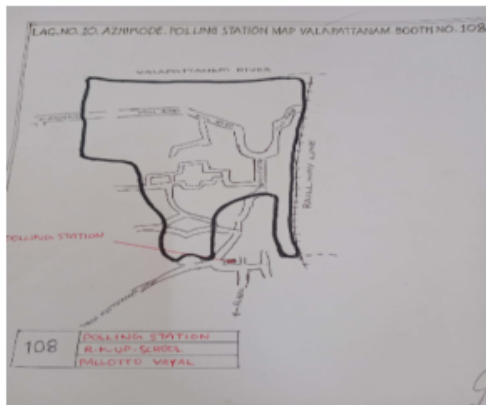 LAC.NO.10. AZHIKODE. POLLING STATION MAP VALAPATTANAM BOOTH NO. 108
VALAPATTANAM RIVER
RAILWAY LINE
POLLING STATION
108
POLLING STATION
R.K.UP.SCHOOL
PALLOTTO VAYAL